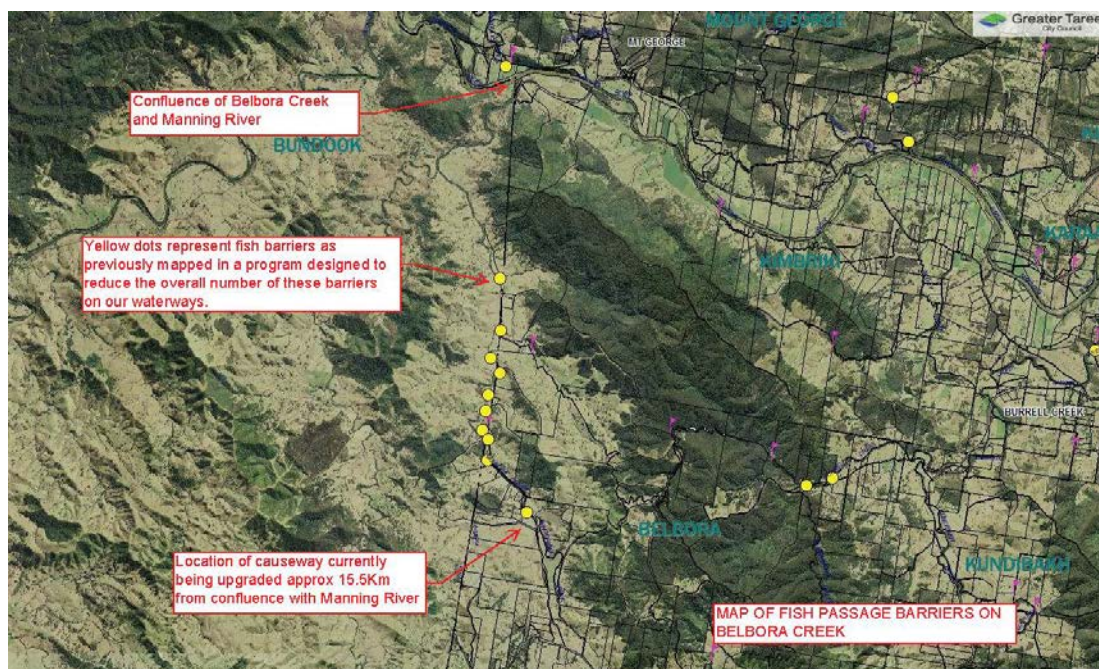 MOUNT GEORGE
Greater Taree
City Council
MT GEORGE
Confluence of Belbora Creek
and Manning River
BUNDOOK
Yellow dots represent fish barriers as
previously mapped in a program designed to
reduce the overall number of these barriers
on our waterways.
KIMBRIKI
BURRELL CREEK
BELBORA
Location of causeway currently
being upgraded approx 15.5Km
from confluence with Manning River
KUNDIBAKH
MAP OF FISH PASSAGE BARRIERS ON
BELBORA CREEK